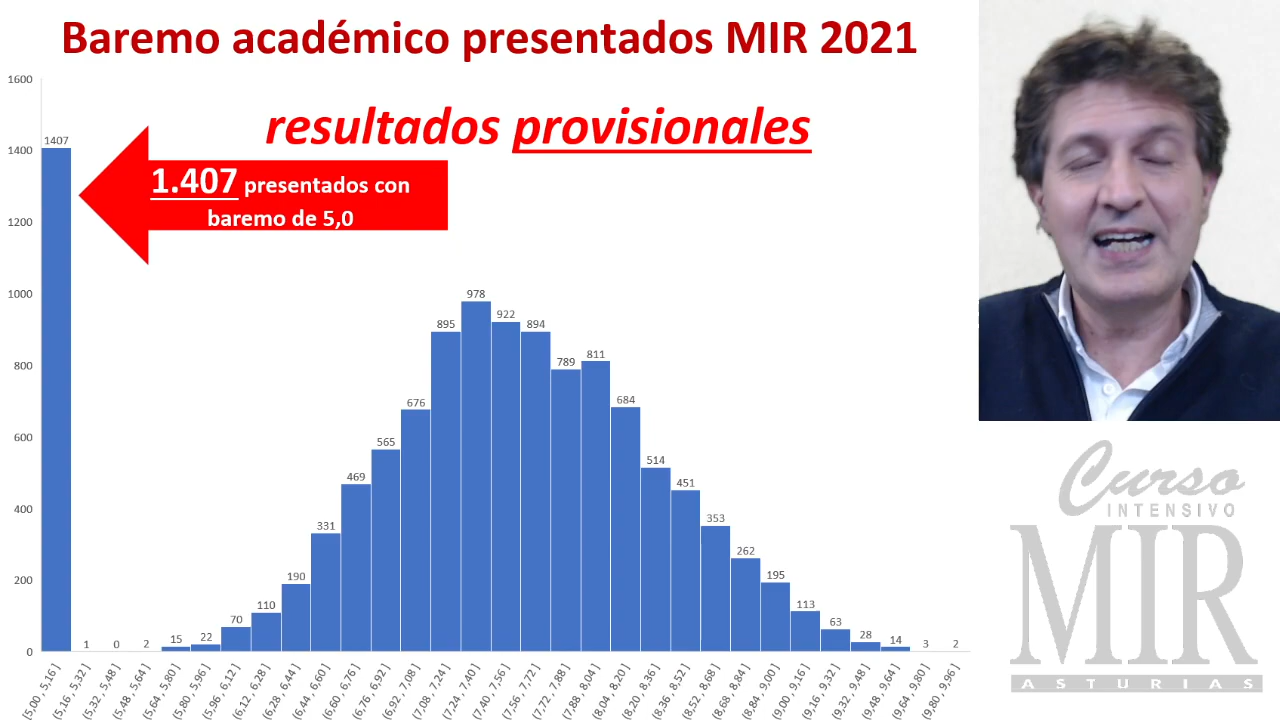 Baremo académico presentados MIR 2021
resultados provisionales
1.407 presentados con
baremo de 5,0
1600
1400
1200
1000
800
600
400
200
0
1407
1
0
2
15
22
70
110
190
331
469
565
676
895
978
922
894
789
811
684
514
451
353
262
195
113
63
28
14
3
2
[5,00 , 5,16 ]
(5,16 , 5,32 ]
(5,32 , 5,48 ]
(5,48 , 5,64 ]
(5,64 , 5,80 ]
(5,80 , 5,96 ]
(5,96 , 6,12 ]
(6,12 , 6,28 ]
(6,28 , 6,44 ]
(6,44 , 6,60 ]
(6,60 , 6,76 ]
(6,76 , 6,92 ]
(6,92 , 7,08 ]
(7,08 , 7,24 ]
(7,24 , 7,40 ]
(7,40 , 7,56 ]
(7,56 , 7,72 ]
(7,72 , 7,88 ]
(7,88 , 8,04 ]
(8,04 , 8,20 ]
(8,20 , 8,36 ]
(8,36 , 8,52 ]
(8,52 , 8,68 ]
(8,68 , 8,84 ]
(8,84 , 9,00 ]
(9,00 , 9,16 ]
(9,16 , 9,32 ]
(9,32 , 9,48 ]
(9,48 , 9,64 ]
(9,64 , 9,80 ]
(9,80 , 9,96 ]
Curso
INTENSIVO
MIR
ASTURIAS